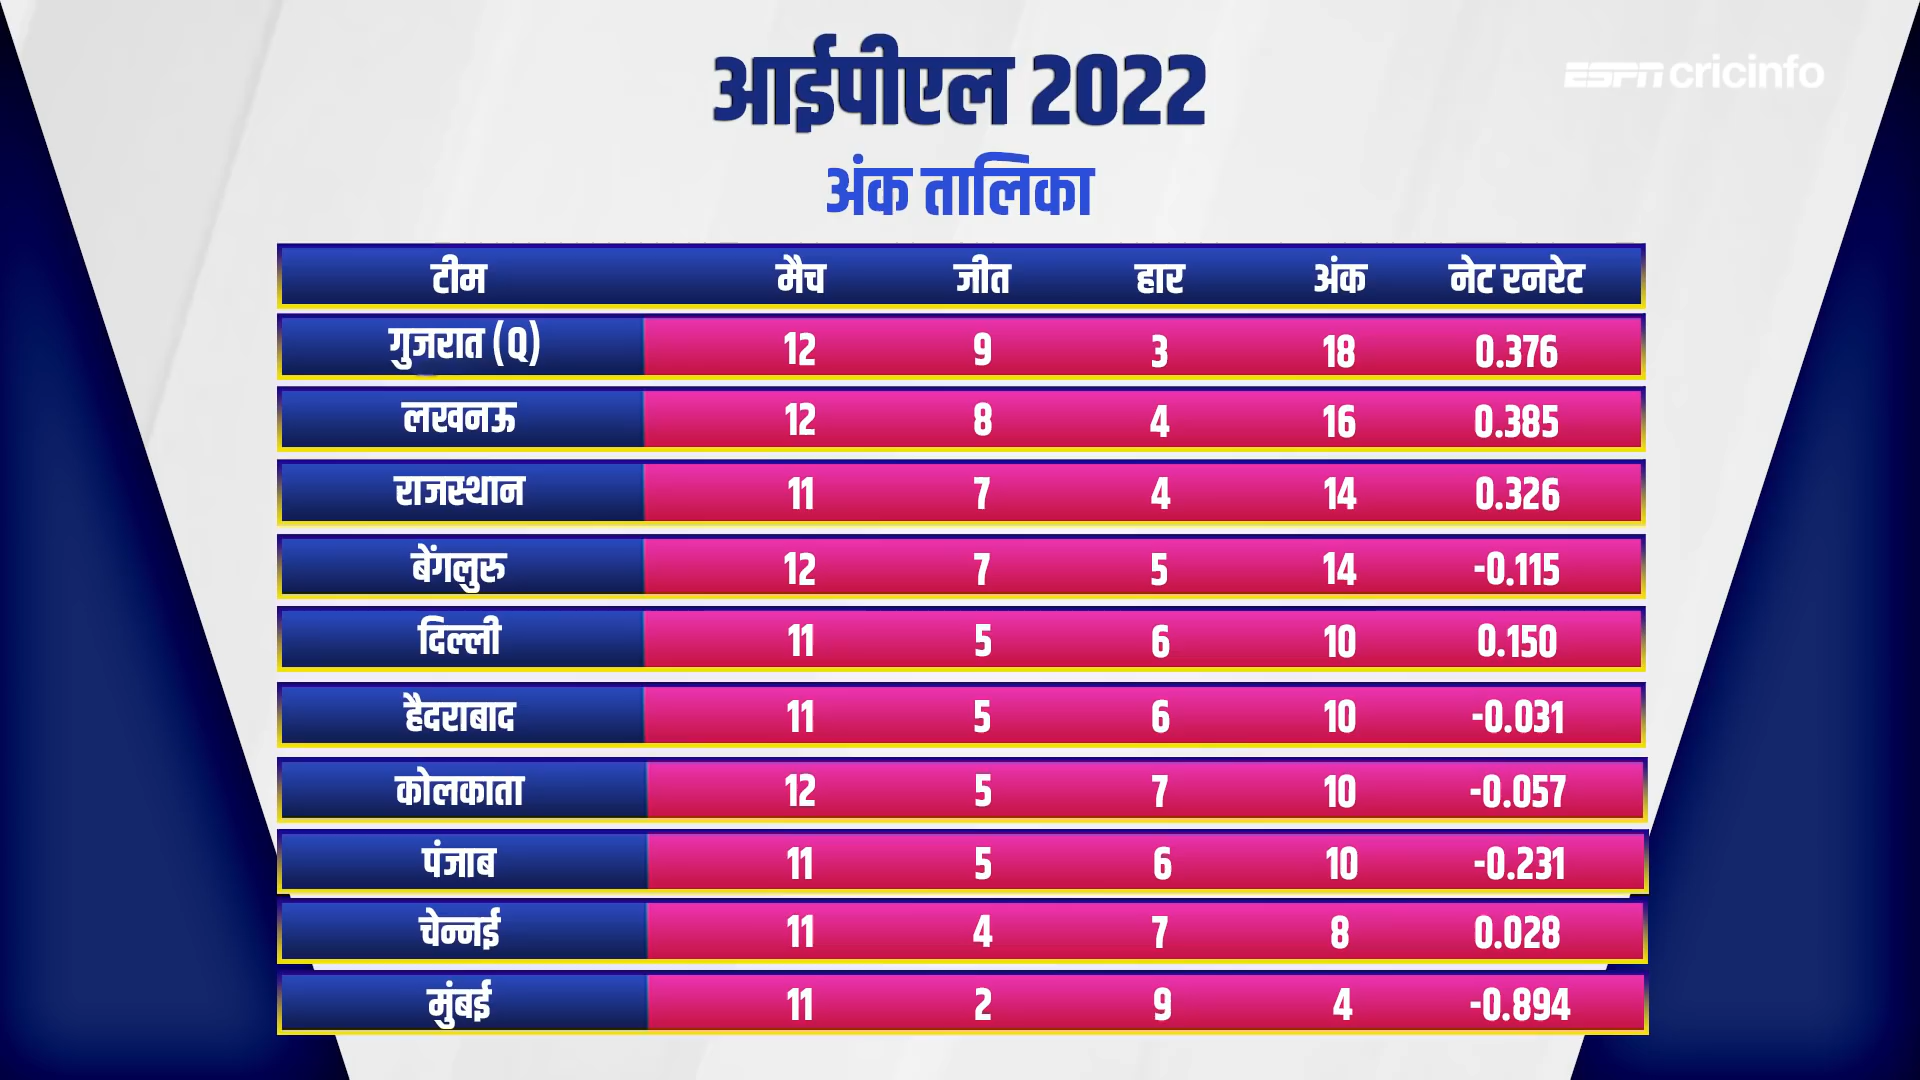 आईपीएल 2022
ESPN cricinfo
अंक तालिका
टीम मैच जीत हार अंक नेट रनरेट
गुजरात (Q) 12 9 3 18 0.376
लखनऊ 12 8 4 16 0.385
राजस्थान 11 7 4 14 0.326
बेंगलुरु 12 7 5 14 -0.115
दिल्ली 11 5 6 10 0.150
हैदराबाद 11 5 6 10 -0.031
कोलकाता 12 5 7 10 -0.057
पंजाब 11 5 6 10 -0.231
चेन्नई 11 4 7 8 0.028
मुंबई 11 2 9 4 -0.894